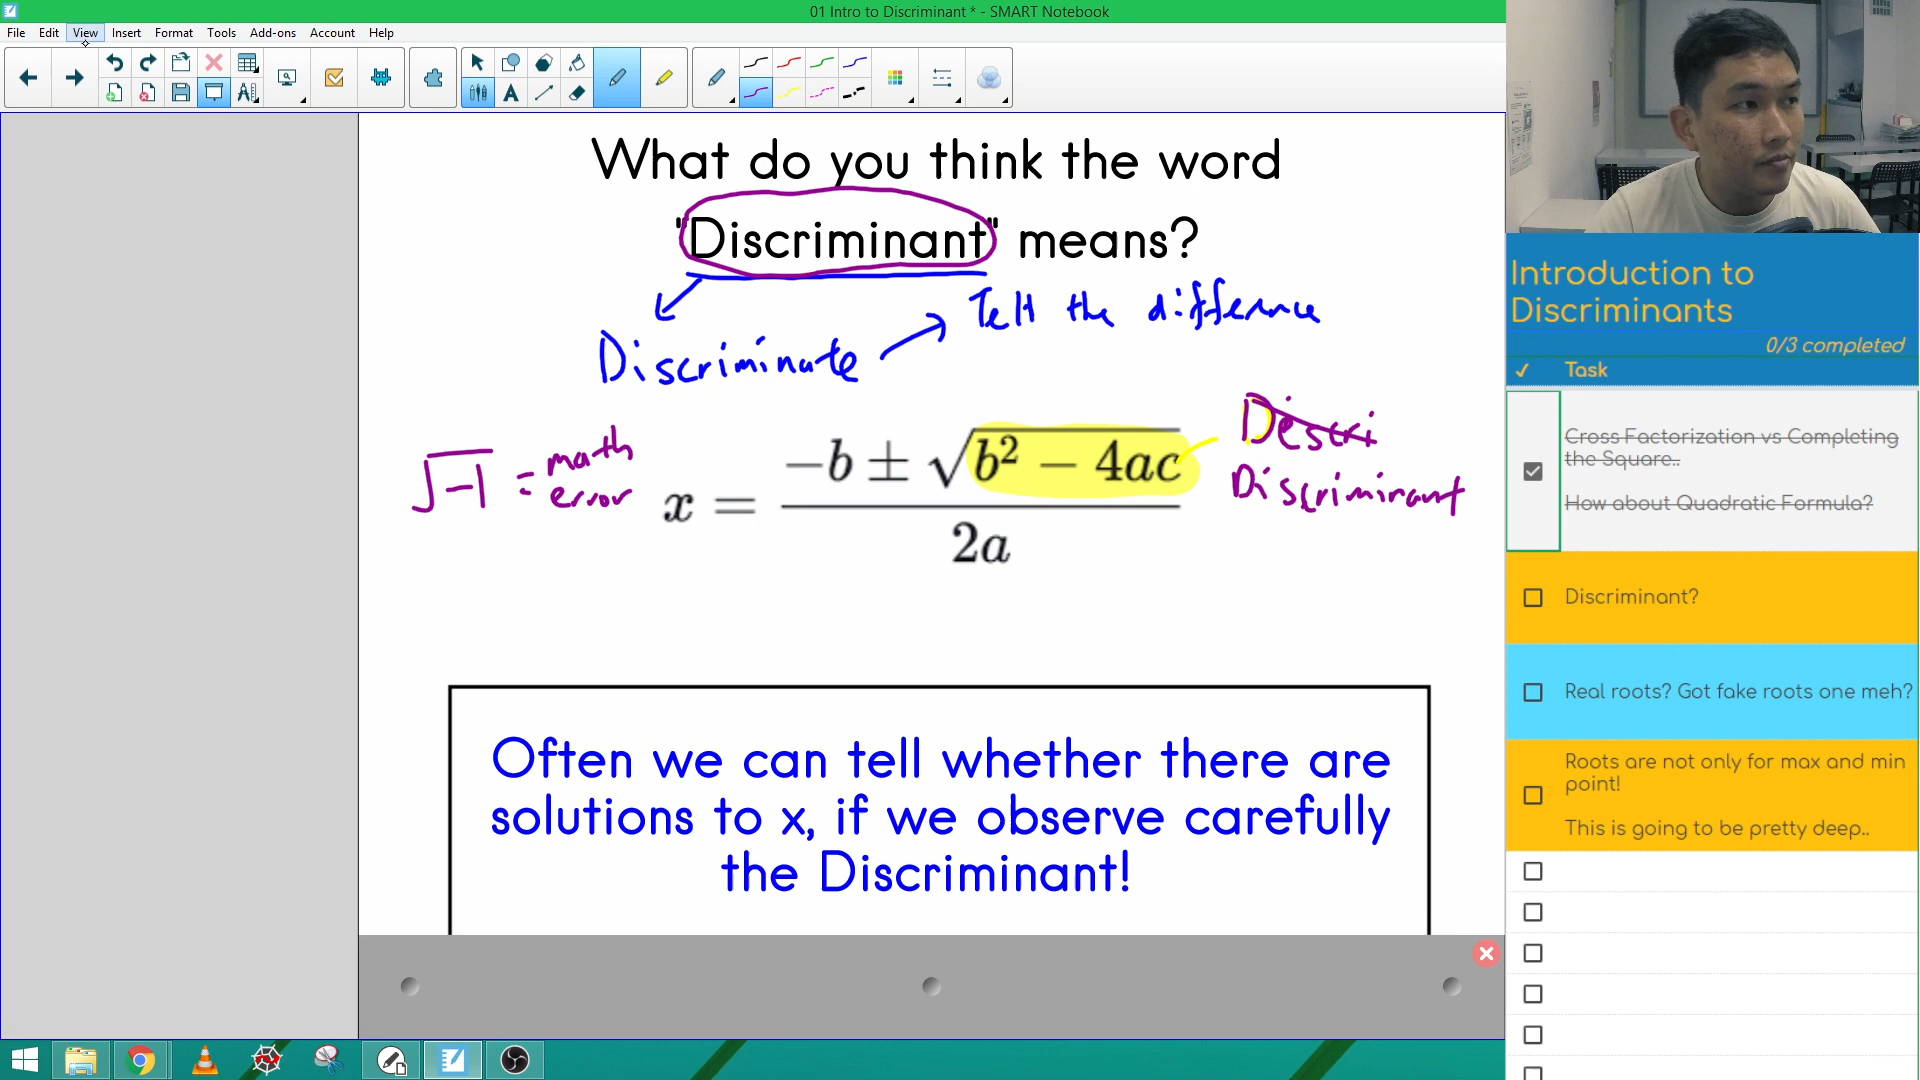 01 Intro to Discriminant * - SMART Notebook
File Edit View Insert Format Tools Add-ons Account Help
What do you think the word
"Discriminant" means?
Tell the difference
Discriminate
Descri
Discriminant
√-1 = math error
x = -b ± √b² - 4ac
2a
Often we can tell whether there are
solutions to x, if we observe carefully
the Discriminant!
Introduction to
Discriminants
0/3 completed
✓ Task
Cross Factorization vs Completing
the Square..
How about Quadratic Formula?
Discriminant?
Real roots? Got fake roots one meh?
Roots are not only for max and min
point!
This is going to be pretty deep..